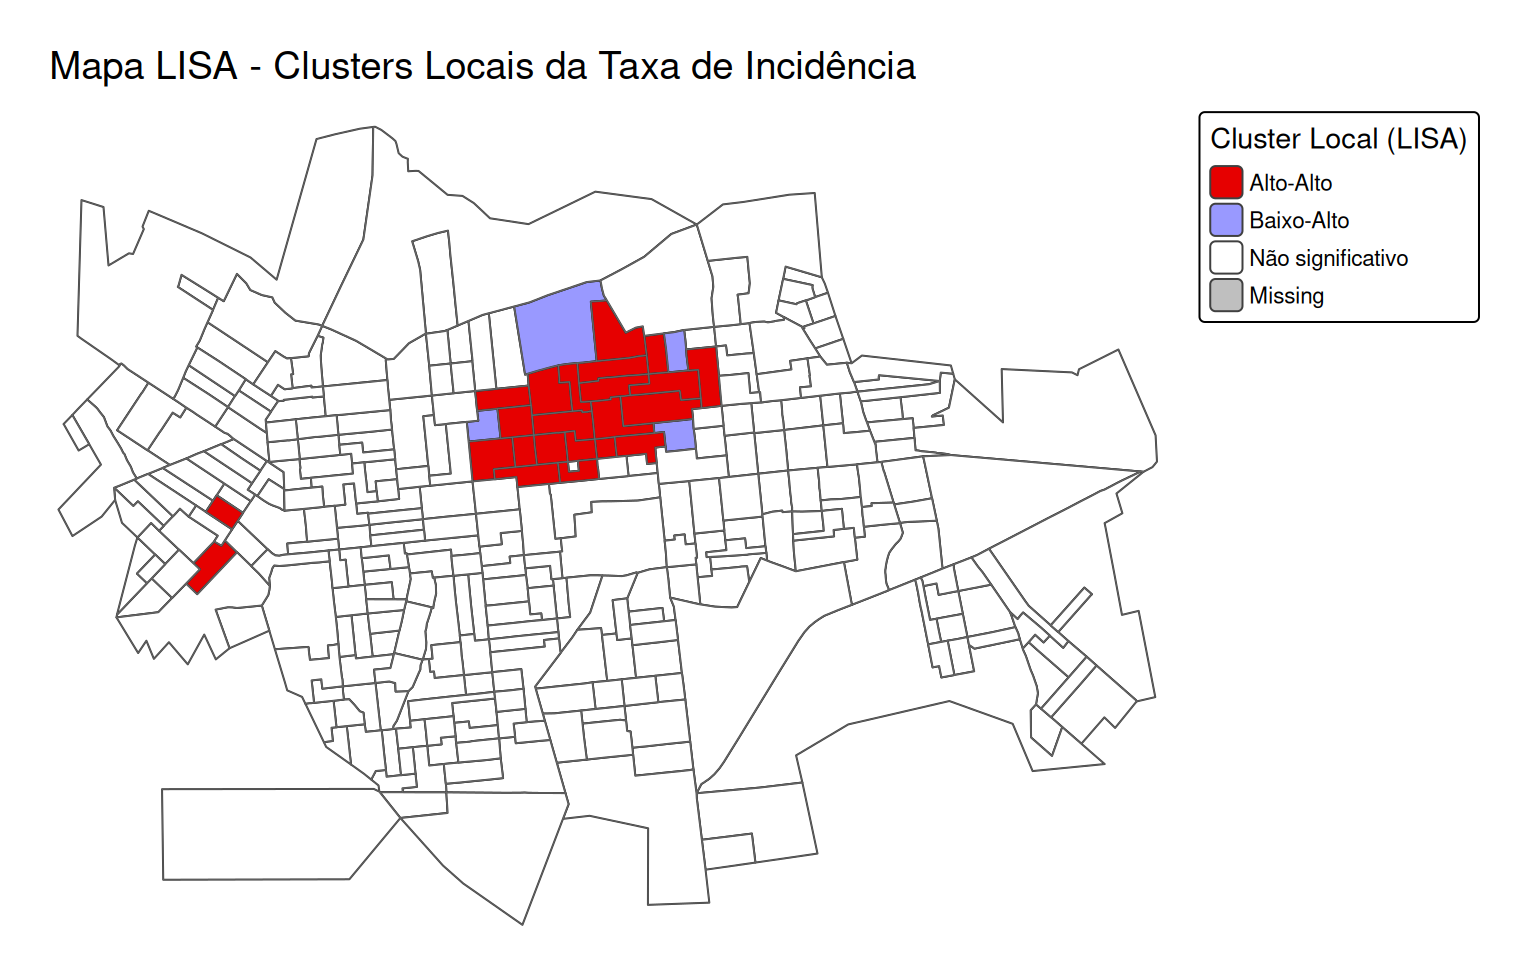 Mapa LISA - Clusters Locais da Taxa de Incidência
Cluster Local (LISA)
Alto-Alto
Baixo-Alto
Não significativo
Missing